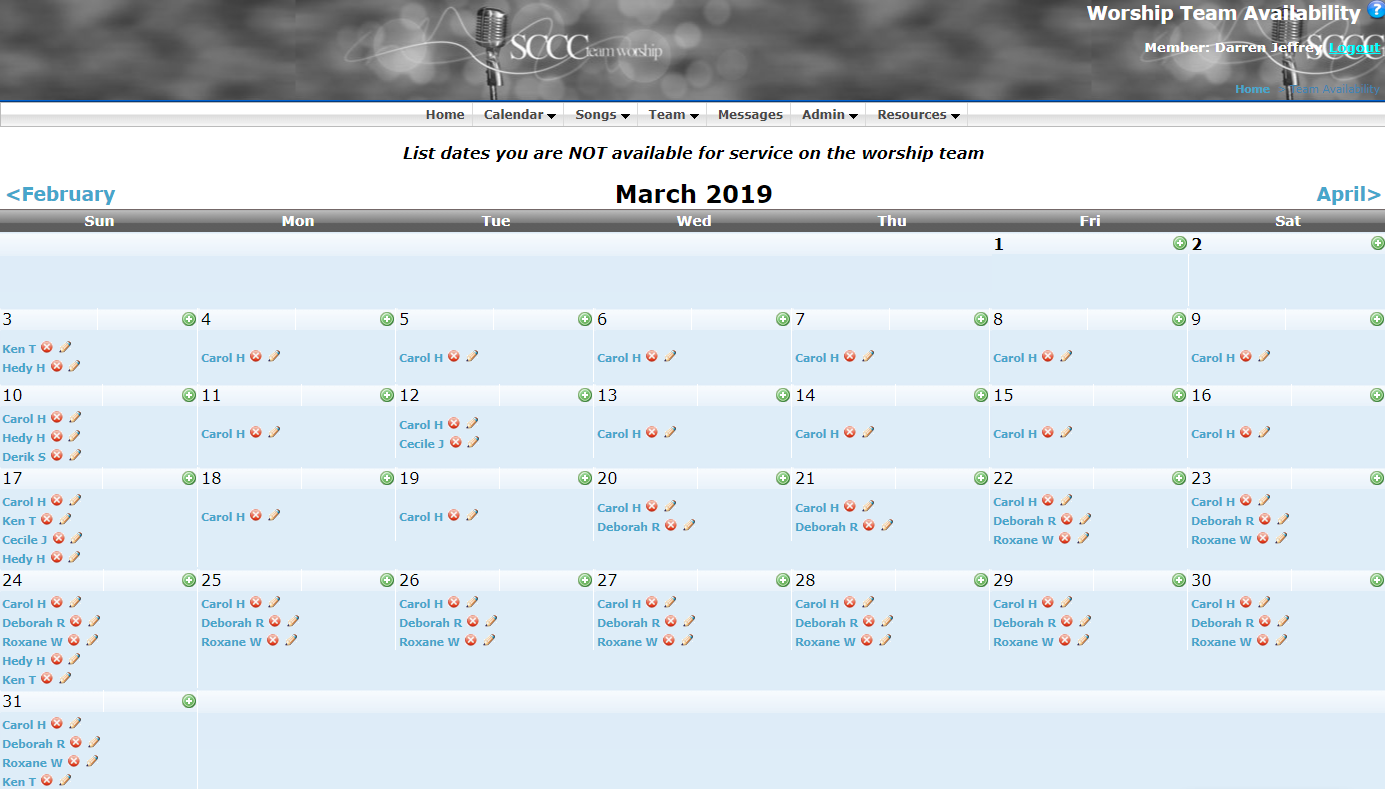 Worship Team Availability ?
SCCC team worship
Member: Darren Jeffrey Logout
SCCC
Home > Team Availability
Home Calendar Songs Team Messages Admin Resources
List dates you are NOT available for service on the worship team
<February March 2019 April>
Sun Mon Tue Wed Thu Fri Sat
1 2
3 4 5 6 7 8 9
Ken T
Hedy H
Carol H Carol H Carol H Carol H Carol H Carol H
10 11 12 13 14 15 16
Carol H
Hedy H
Derik S
Carol H
Carol H
Cecile J
Carol H Carol H Carol H Carol H
17 18 19 20 21 22 23
Carol H
Ken T
Cecile J
Hedy H
Carol H
Carol H
Carol H
Deborah R
Carol H
Deborah R
Carol H
Deborah R
Roxane W
Carol H
Deborah R
Roxane W
24 25 26 27 28 29 30
Carol H
Deborah R
Roxane W
Hedy H
Ken T
Carol H
Deborah R
Roxane W
Carol H
Deborah R
Roxane W
Carol H
Deborah R
Roxane W
Carol H
Deborah R
Roxane W
Carol H
Deborah R
Roxane W
Carol H
Deborah R
Roxane W
31
Carol H
Deborah R
Roxane W
Ken T